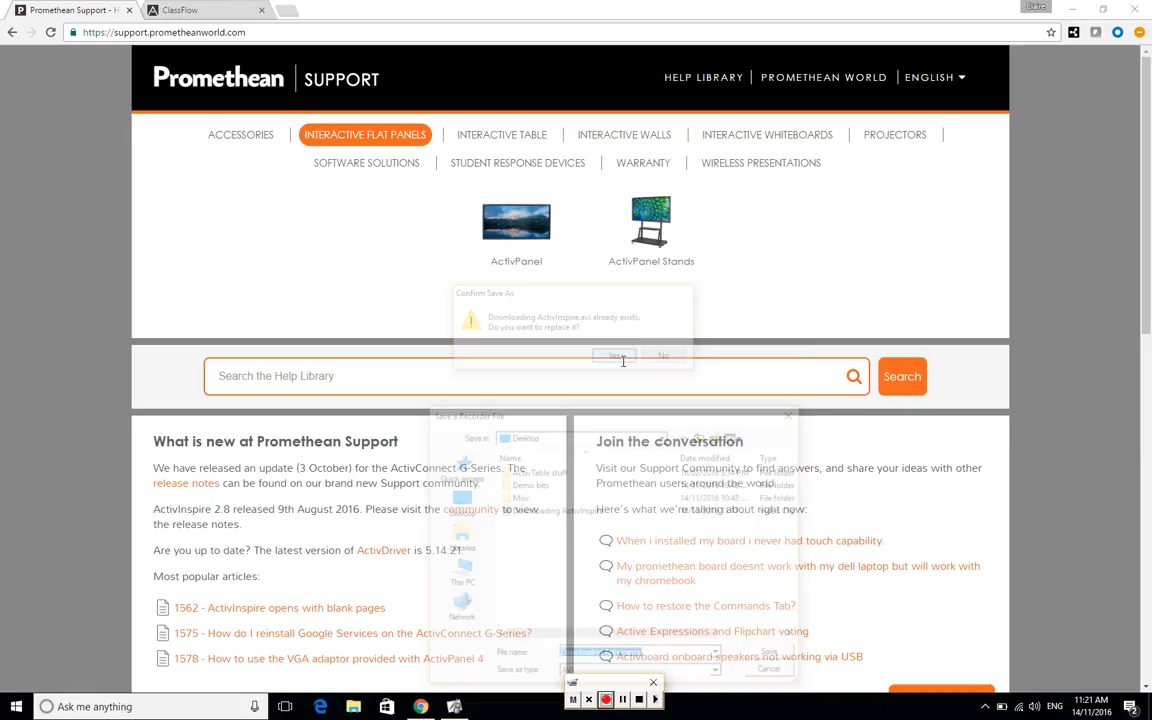 Promethean Support - H
ClassFlow
Claire
https://support.prometheanworld.com
Promethean SUPPORT
HELP LIBRARY PROMETHEAN WORLD ENGLISH
ACCESSORIES INTERACTIVE FLAT PANELS INTERACTIVE TABLE INTERACTIVE WALLS INTERACTIVE WHITEBOARDS PROJECTORS
SOFTWARE SOLUTIONS STUDENT RESPONSE DEVICES WARRANTY WIRELESS PRESENTATIONS
ActivPanel ActivPanel Stands
Confirm Save As
Downloading ActivInspire.avi already exists.
Do you want to replace it?
Yes No
Search the Help Library
Search
Save a Recorder File
Save in: Desktop
Name Date modified Type
Quick access
ActivTable stuff File folder
Demo bits File folder
Misc 14/11/2016 10:48 ... File folder
Desktop
Libraries
This PC
Network
File name: Save
Save as type: Cancel
What is new at Promethean Support
We have released an update (3 October) for the ActivConnect G-Series. The
release notes can be found on our brand new Support community.
ActivInspire 2.8 released 9th August 2016. Please visit the community to view
the release notes.
Are you up to date? The latest version of ActivDriver is 5.14.21.
Most popular articles:
1562 - ActivInspire opens with blank pages
1575 - How do I reinstall Google Services on the ActivConnect G-Series?
1578 - How to use the VGA adaptor provided with ActivPanel 4
Join the conversation
Visit our Support Community to find answers, and share your ideas with other
Promethean users around the world.
Here's what we're talking about right now:
When i installed my board i never had touch capability.
My promethean board doesnt work with my dell laptop but will work with
my chromebook
How to restore the Commands Tab?
Active Expressions and Flipchart voting
Activboard onboard speakers not working via USB
M
Ask me anything
ENG
11:21 AM
14/11/2016
2